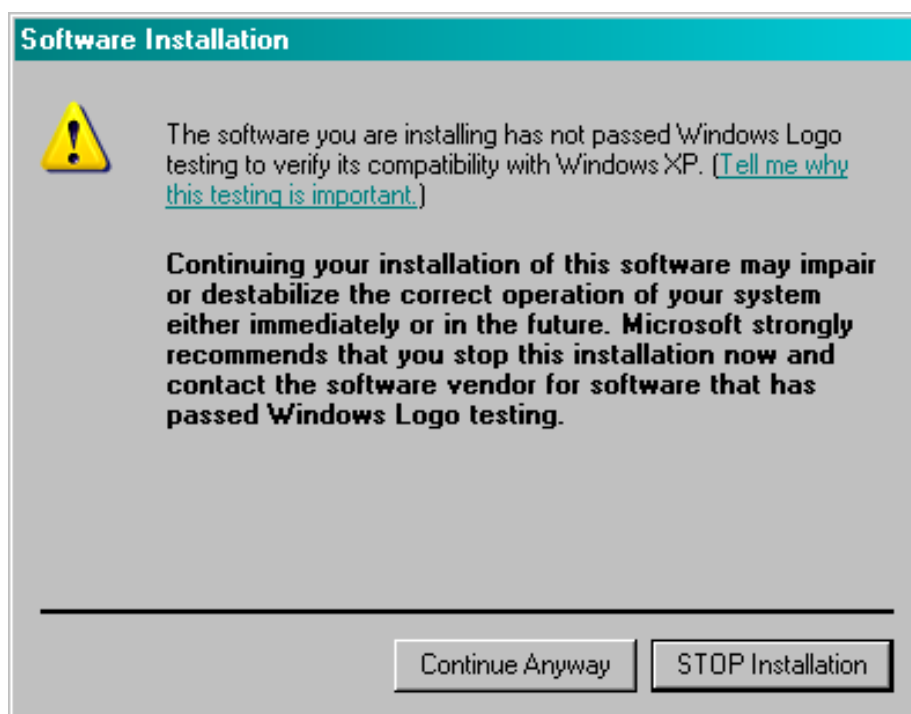 Software Installation
The software you are installing has not passed Windows Logo
testing to verify its compatibility with Windows XP. (Tell me why
this testing is important.)
Continuing your installation of this software may impair
or destabilize the correct operation of your system
either immediately or in the future. Microsoft strongly
recommends that you stop this installation now and
contact the software vendor for software that has
passed Windows Logo testing.
Continue Anyway
STOP Installation